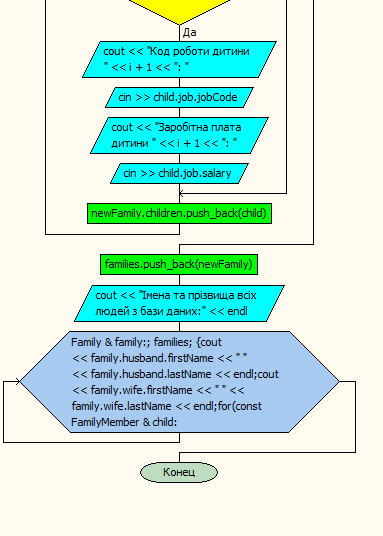 Да
cout << "Код роботи дитини
" << i + 1 << ": "
cin >> child.job.jobCode
cout << "Заробітна плата
дитини " << i + 1 << ": "
cin >> child.job.salary
newFamily.children.push_back(child)
families.push_back(newFamily)
cout << "Імена та прізвища всіх
людей з бази даних:" << endl
Family & family:; families; {cout
<< family.husband.firstName << " "
<< family.husband.lastName << endl;cout
<< family.wife.firstName << " " <<
family.wife.lastName << endl;for(const
FamilyMember & child:
Конец